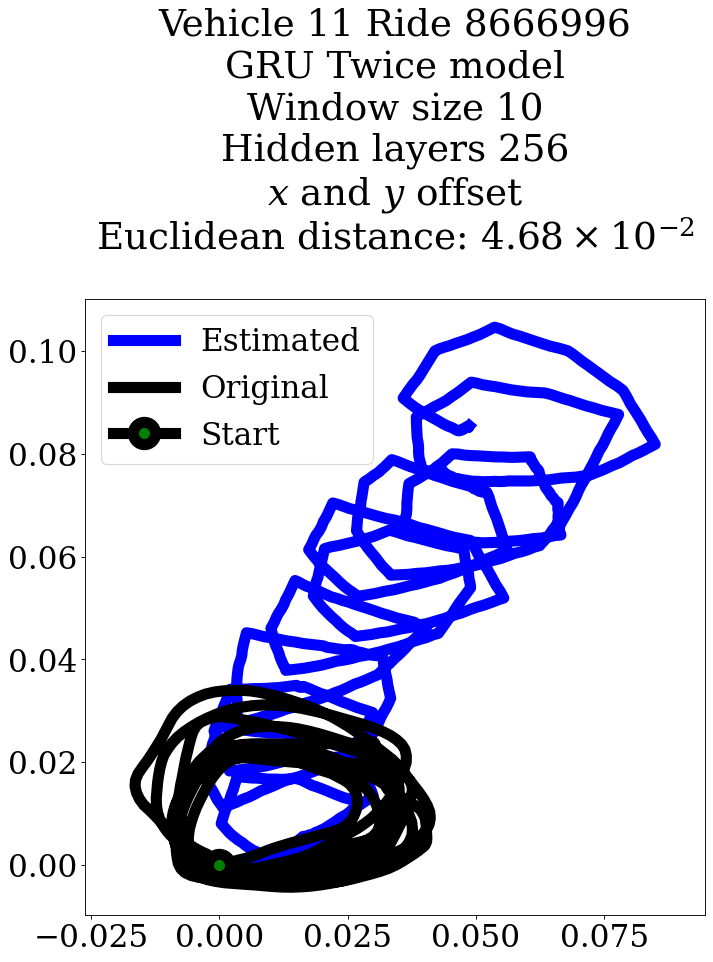 Vehicle 11 Ride 8666996
GRU Twice model
Window size 10
Hidden layers 256
x and y offset
Euclidean distance: 4.68 × 10⁻²
Estimated
Original
Start
0.10
0.08
0.06
0.04
0.02
0.00
−0.025 0.000 0.025 0.050 0.075